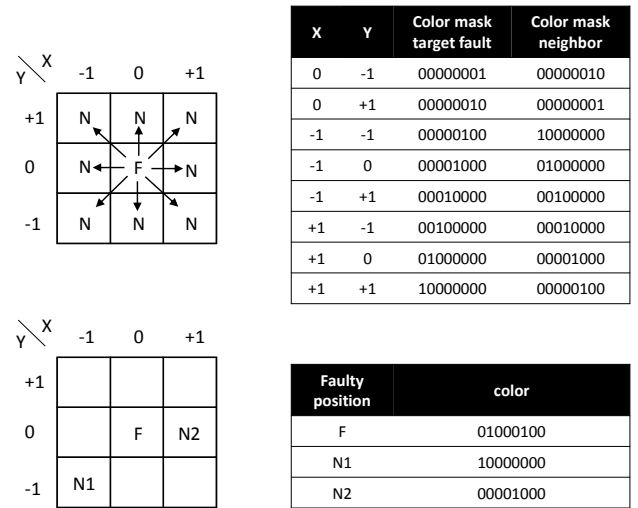 X
Y
-1 0 +1
+1 N N N
0 N F N
-1 N N N
X Y Color mask target fault Color mask neighbor
0 -1 00000001 00000010
0 +1 00000010 00000001
-1 -1 00000100 10000000
-1 0 00001000 01000000
-1 +1 00010000 00100000
+1 -1 00100000 00010000
+1 0 01000000 00001000
+1 +1 10000000 00000100
X
Y
-1 0 +1
+1
0 F N2
-1 N1
Faulty position color
F 01000100
N1 10000000
N2 00001000